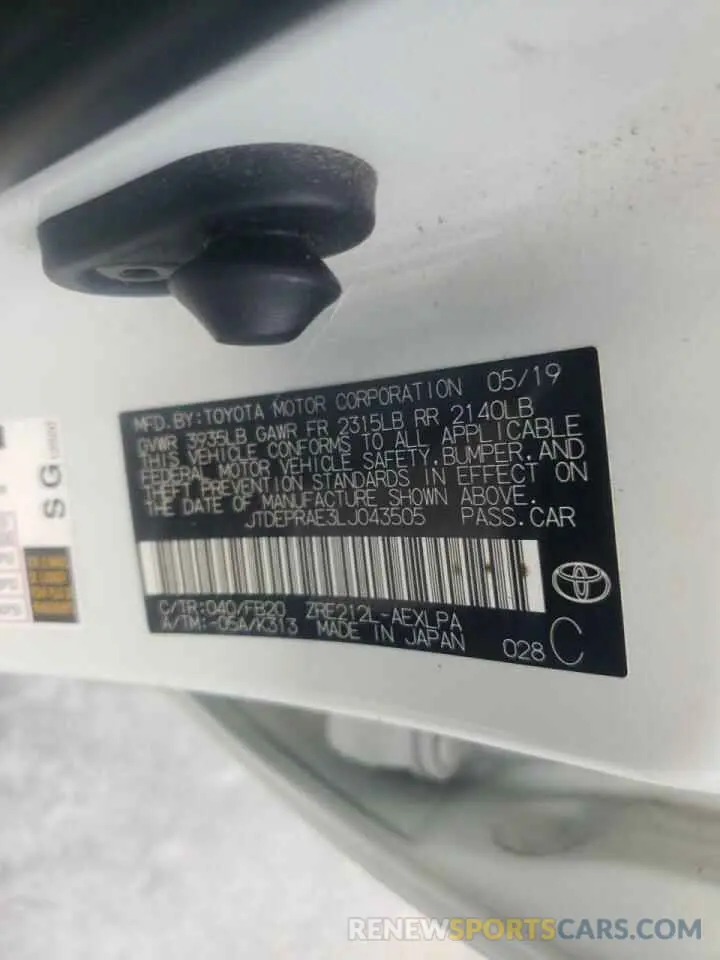 MFD.BY:TOYOTA MOTOR CORPORATION 05/19
GVWR 3935LB GAWR FR 2315LB RR 2140LB
THIS VEHICLE CONFORMS TO ALL APPLICABLE
FEDERAL MOTOR VEHICLE SAFETY,BUMPER,AND
THEFT PREVENTION STANDARDS IN EFFECT ON
THE DATE OF MANUFACTURE SHOWN ABOVE.
JTDEPRAE3LJ043505 PASS.CAR
C/TR:040/FB20 ZRE212L-AEXLPA
A/TM:-05A/K313 MADE IN JAPAN
028 C
SG
RENEWSPORTSCARS.COM